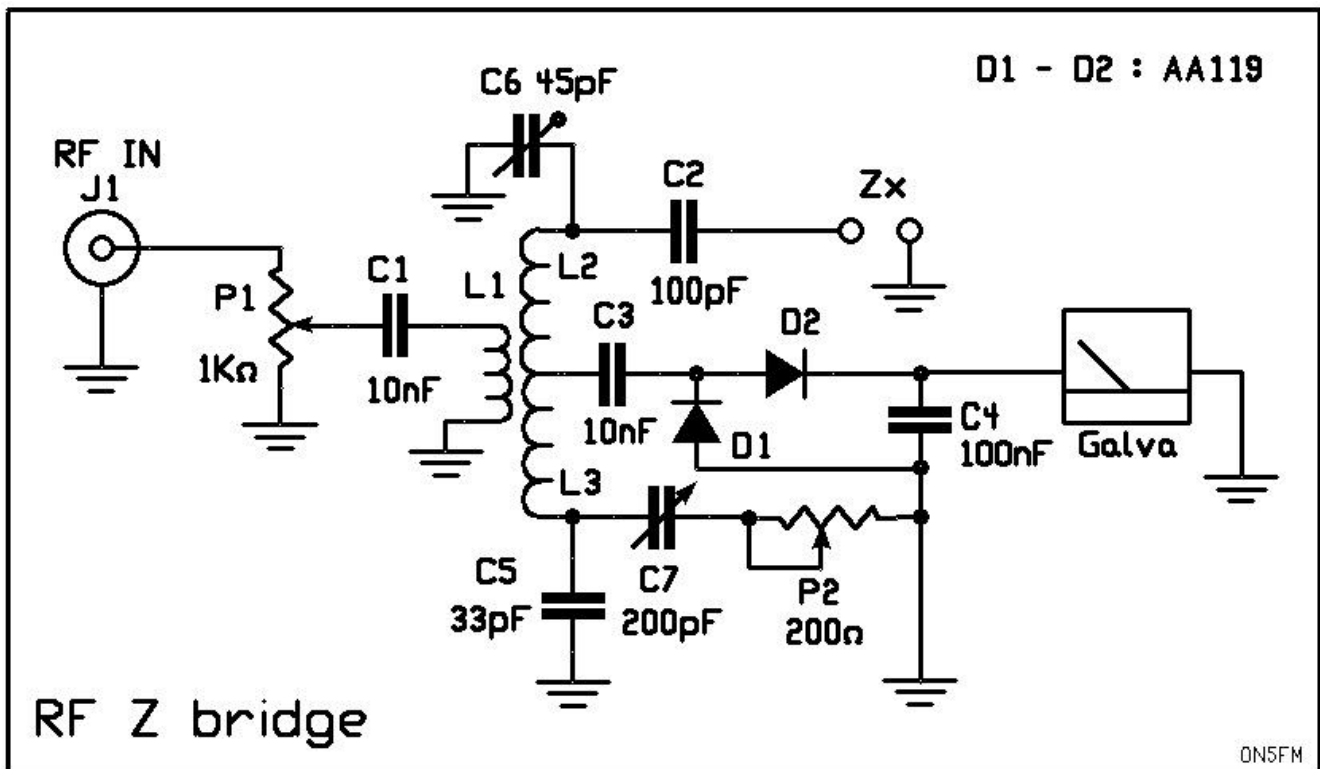 D1 - D2 : AA119
C6 45pF
RF IN
J1
C2
Zx
P1
C1
L1
L2
100pF
C3
D2
1KΩ
10nF
10nF
D1
C4
100nF
Galva
L3
C5
33pF
C7
200pF
P2
200Ω
RF Z bridge
ON5FM